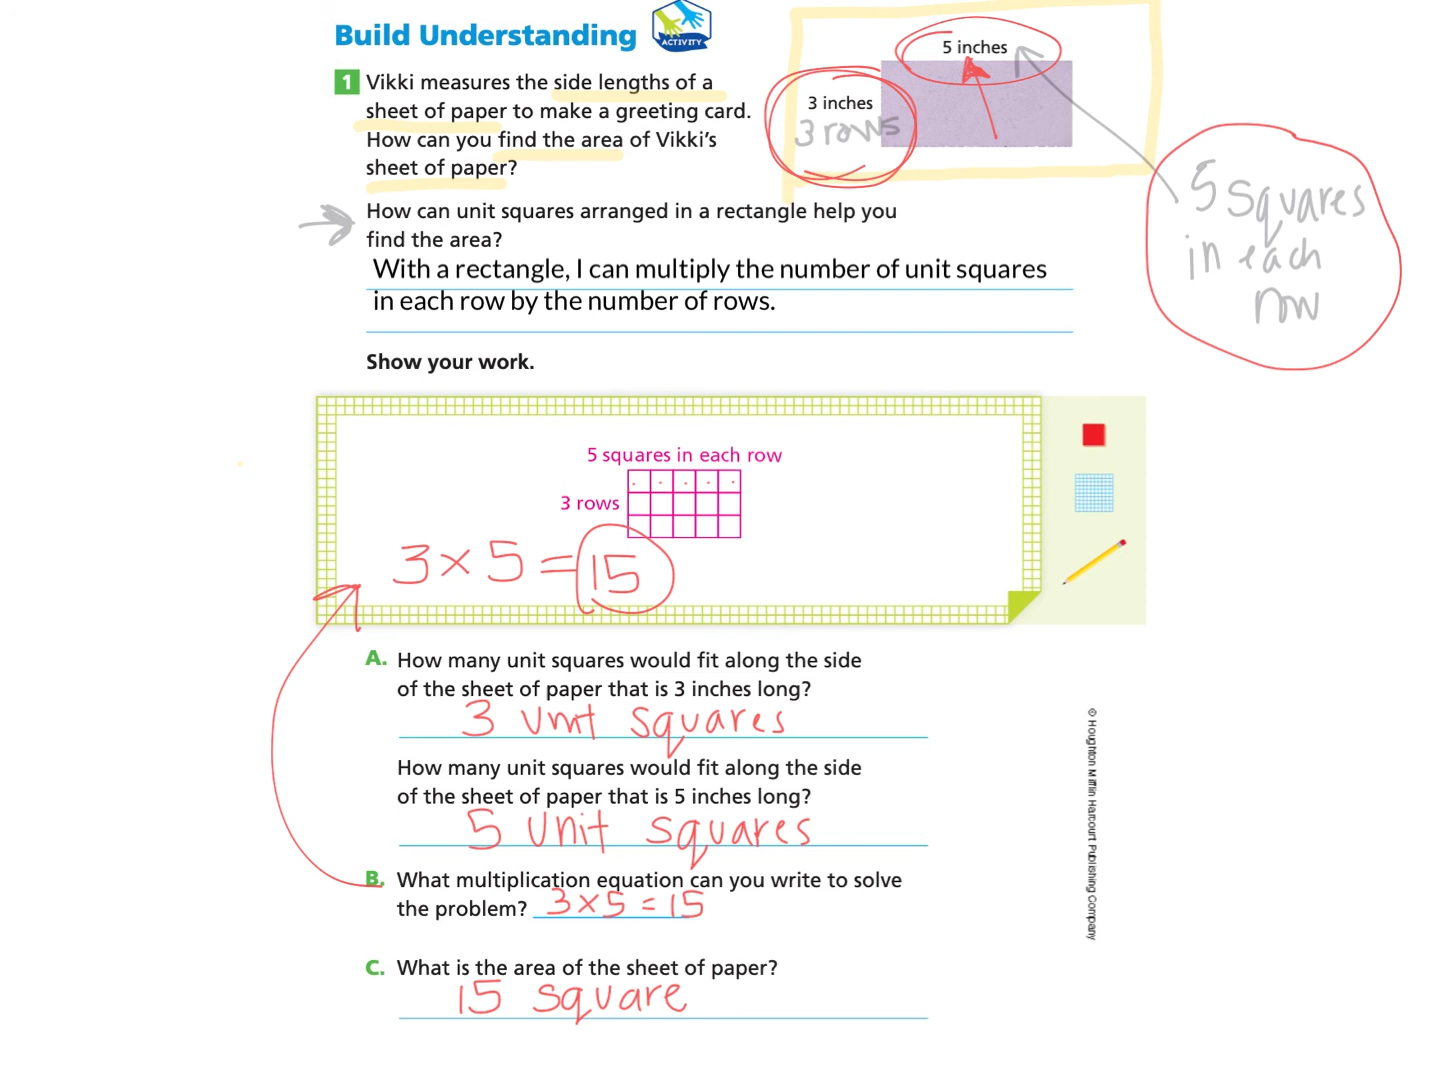 Build Understanding
ACTIVITY
1 Vikki measures the side lengths of a
sheet of paper to make a greeting card.
How can you find the area of Vikki's
sheet of paper?
5 inches
3 inches
3 rows
5 squares
in each
row
How can unit squares arranged in a rectangle help you
find the area?
With a rectangle, I can multiply the number of unit squares
in each row by the number of rows.
Show your work.
5 squares in each row
3 rows
3 × 5 = 15
A. How many unit squares would fit along the side
of the sheet of paper that is 3 inches long?
3 unit squares
How many unit squares would fit along the side
of the sheet of paper that is 5 inches long?
5 unit squares
B. What multiplication equation can you write to solve
the problem? 3×5 = 15
C. What is the area of the sheet of paper?
15 square
© Houghton Mifflin Harcourt Publishing Company